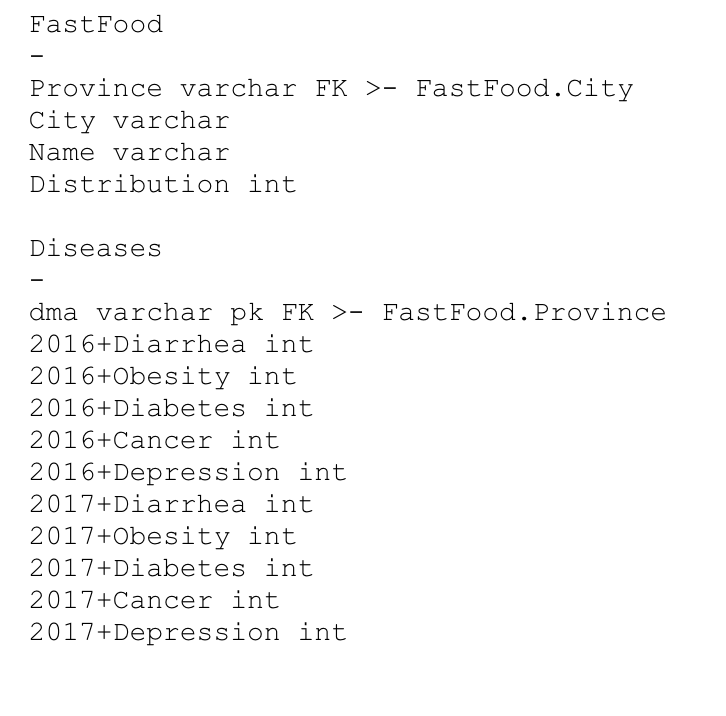 FastFood
-
Province varchar FK >- FastFood.City
City varchar
Name varchar
Distribution int
Diseases
-
dma varchar pk FK >- FastFood.Province
2016+Diarrhea int
2016+Obesity int
2016+Diabetes int
2016+Cancer int
2016+Depression int
2017+Diarrhea int
2017+Obesity int
2017+Diabetes int
2017+Cancer int
2017+Depression int